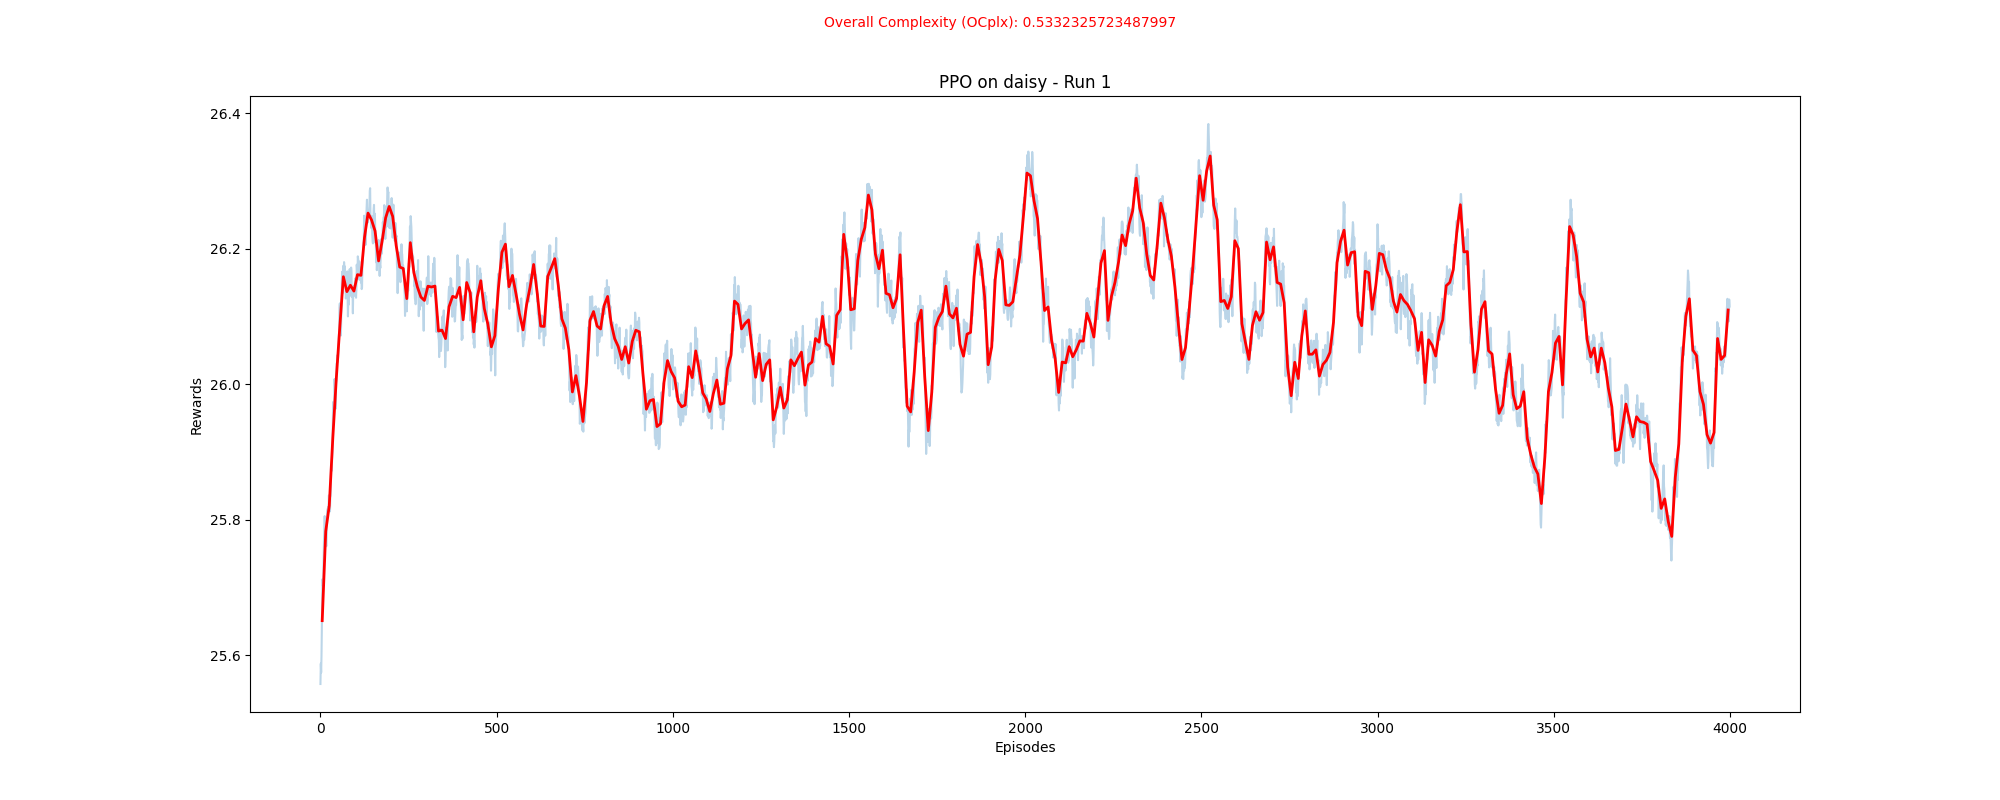 Overall Complexity (OCplx): 0.5332325723487997
PPO on daisy - Run 1
26.4
26.2
26.0
25.8
25.6
Rewards
0 500 1000 1500 2000 2500 3000 3500 4000
Episodes